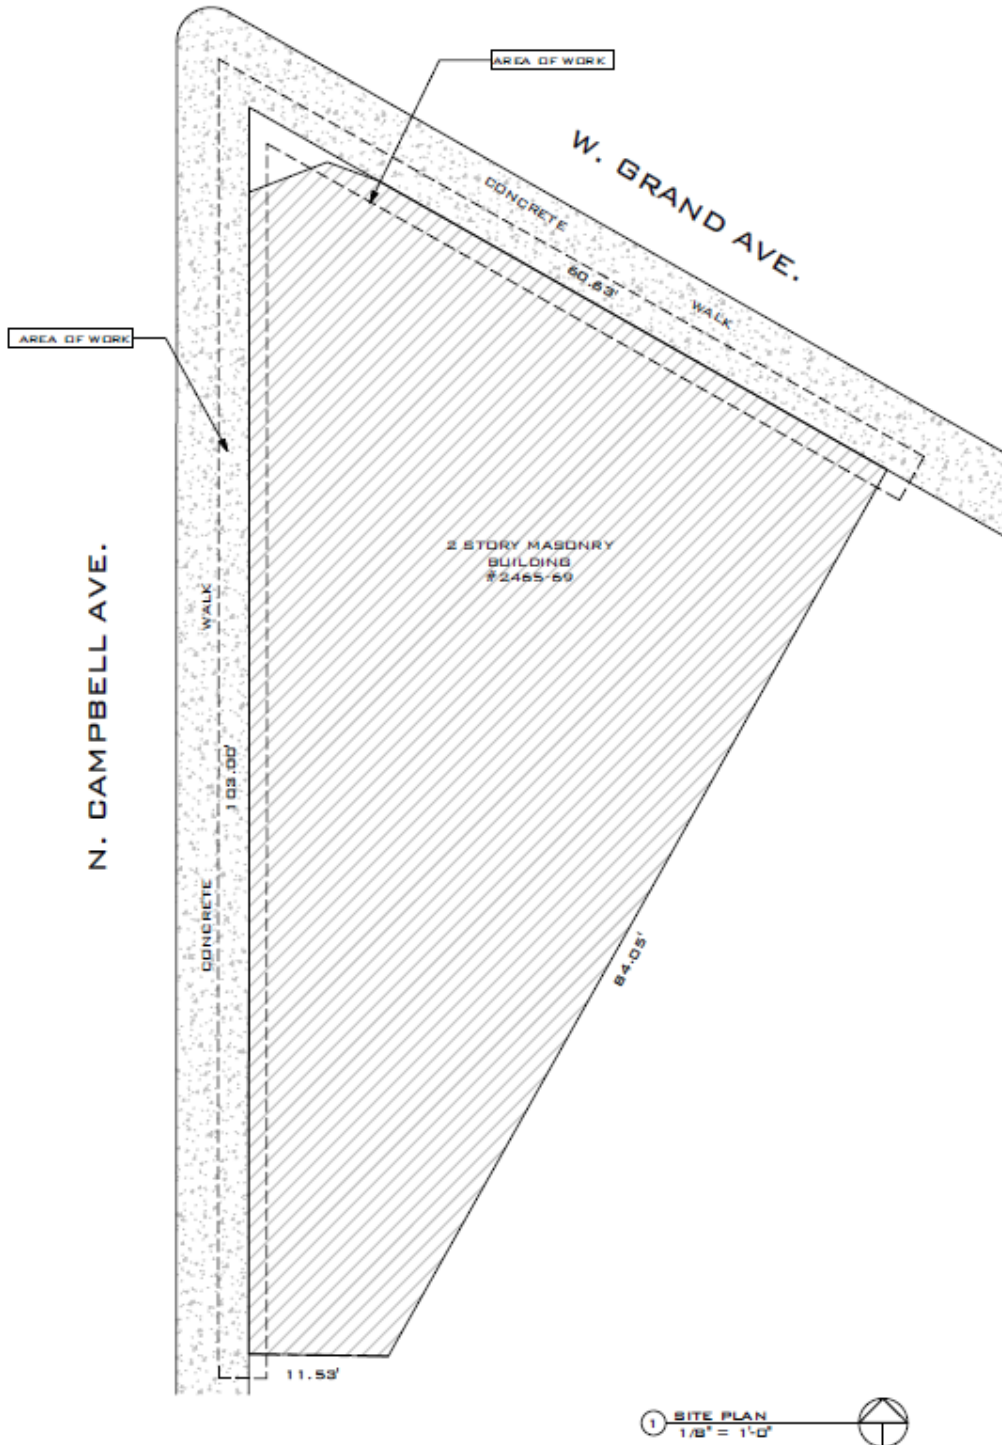 AREA OF WORK
W. GRAND AVE.
CONCRETE
WALK
60.63'
AREA OF WORK
2 STORY MASONRY
BUILDING
#2465-69
N. CAMPBELL AVE.
WALK
103.00'
CONCRETE
84.05'
11.53'
1
SITE PLAN
1/8" = 1'-0"